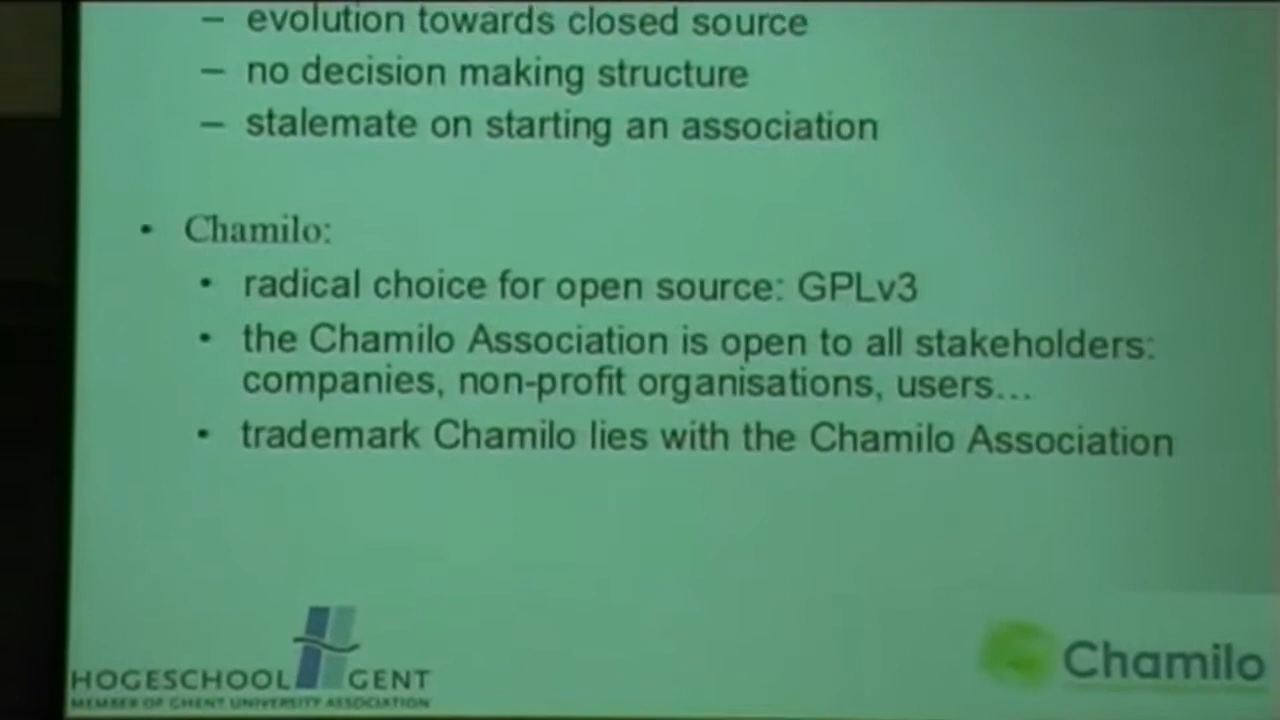 – evolution towards closed source
– no decision making structure
– stalemate on starting an association
• Chamilo:
• radical choice for open source: GPLv3
• the Chamilo Association is open to all stakeholders:
companies, non-profit organisations, users...
• trademark Chamilo lies with the Chamilo Association
HOGESCHOOL GENT
MEMBER OF GHENT UNIVERSITY ASSOCIATION
Chamilo